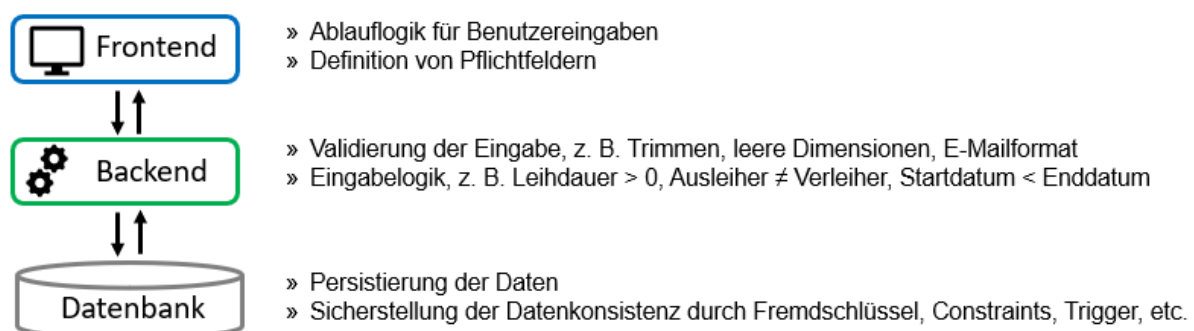 Frontend
» Ablauflogik für Benutzereingaben
» Definition von Pflichtfeldern
Backend
» Validierung der Eingabe, z. B. Trimmen, leere Dimensionen, E-Mailformat
» Eingabelogik, z. B. Leihdauer > 0, Ausleiher ≠ Verleiher, Startdatum < Enddatum
Datenbank
» Persistierung der Daten
» Sicherstellung der Datenkonsistenz durch Fremdschlüssel, Constraints, Trigger, etc.